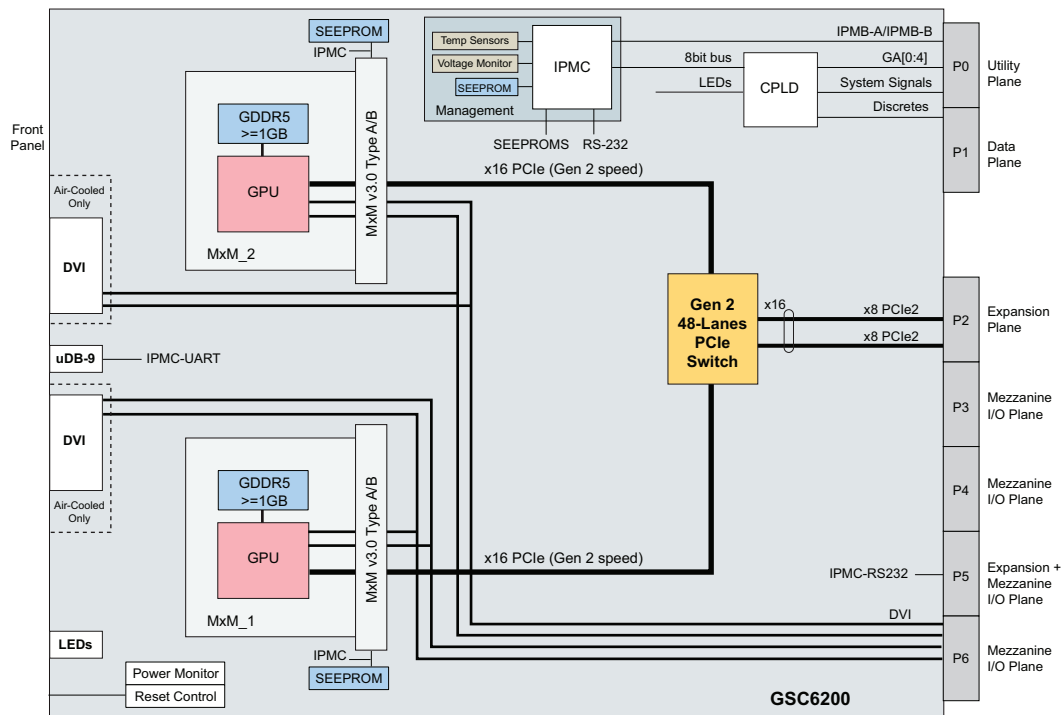 SEEPROM
IPMC
MxM v3.0 Type A/B
GDDR5
>=1GB
GPU
MxM_2
Temp Sensors
Voltage Monitor
SEEPROM
Management
IPMC
SEEPROMS
RS-232
8bit bus
LEDs
CPLD
IPMB-A/IPMB-B
GA[0:4]
System Signals
Discretes
P0
Utility
Plane
P1
Data
Plane
Front
Panel
Air-Cooled
Only
DVI
x16 PCIe (Gen 2 speed)
Gen 2
48-Lanes
PCIe
Switch
x16
x8 PCIe2
x8 PCIe2
P2
Expansion
Plane
uDB-9
IPMC-UART
DVI
Air-Cooled
Only
P3
Mezzanine
I/O Plane
P4
Mezzanine
I/O Plane
GDDR5
>=1GB
GPU
MxM_1
MxM v3.0 Type A/B
x16 PCIe (Gen 2 speed)
IPMC-RS232
P5
Expansion +
Mezzanine
I/O Plane
DVI
P6
Mezzanine
I/O Plane
LEDs
IPMC
SEEPROM
Power Monitor
Reset Control
GSC6200